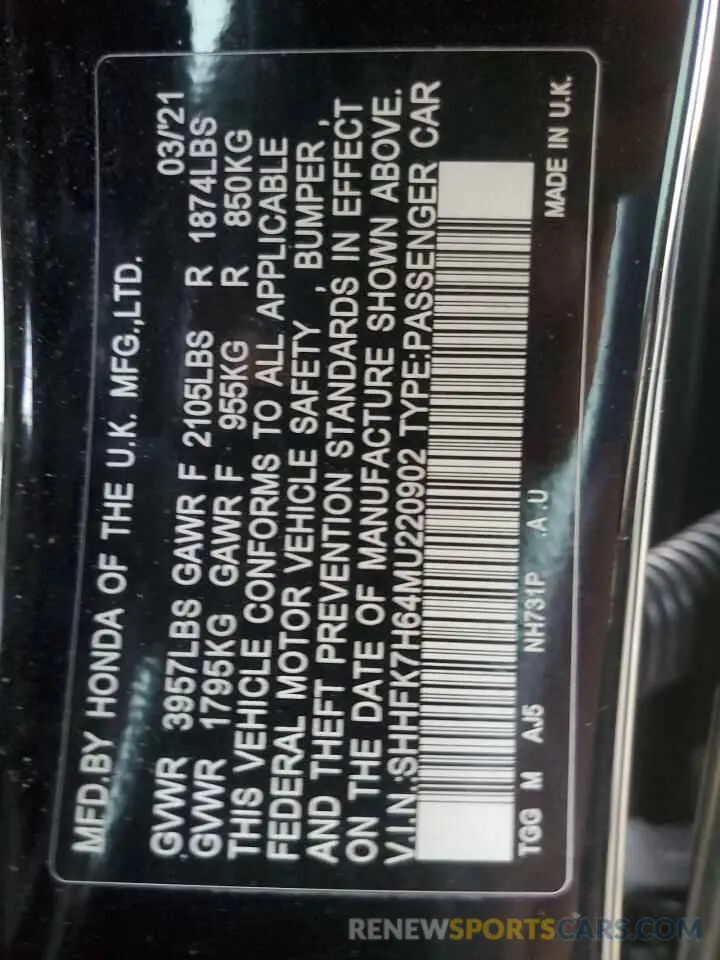 MFD.BY HONDA OF THE U.K. MFG.,LTD. 03/'21
GVWR 3957LBS GAWR F 2105LBS R 1874LBS
GVWR 1795KG GAWR F 955KG R 850KG
THIS VEHICLE CONFORMS TO ALL APPLICABLE
FEDERAL MOTOR VEHICLE SAFETY , BUMPER ,
AND THEFT PREVENTION STANDARDS IN EFFECT
ON THE DATE OF MANUFACTURE SHOWN ABOVE.
V.I.N.:SHHFK7H64MU220902 TYPE:PASSENGER CAR
TGG M AJ5 NH731P .A .U MADE IN U.K.
RENEWSPORTSCARS.COM